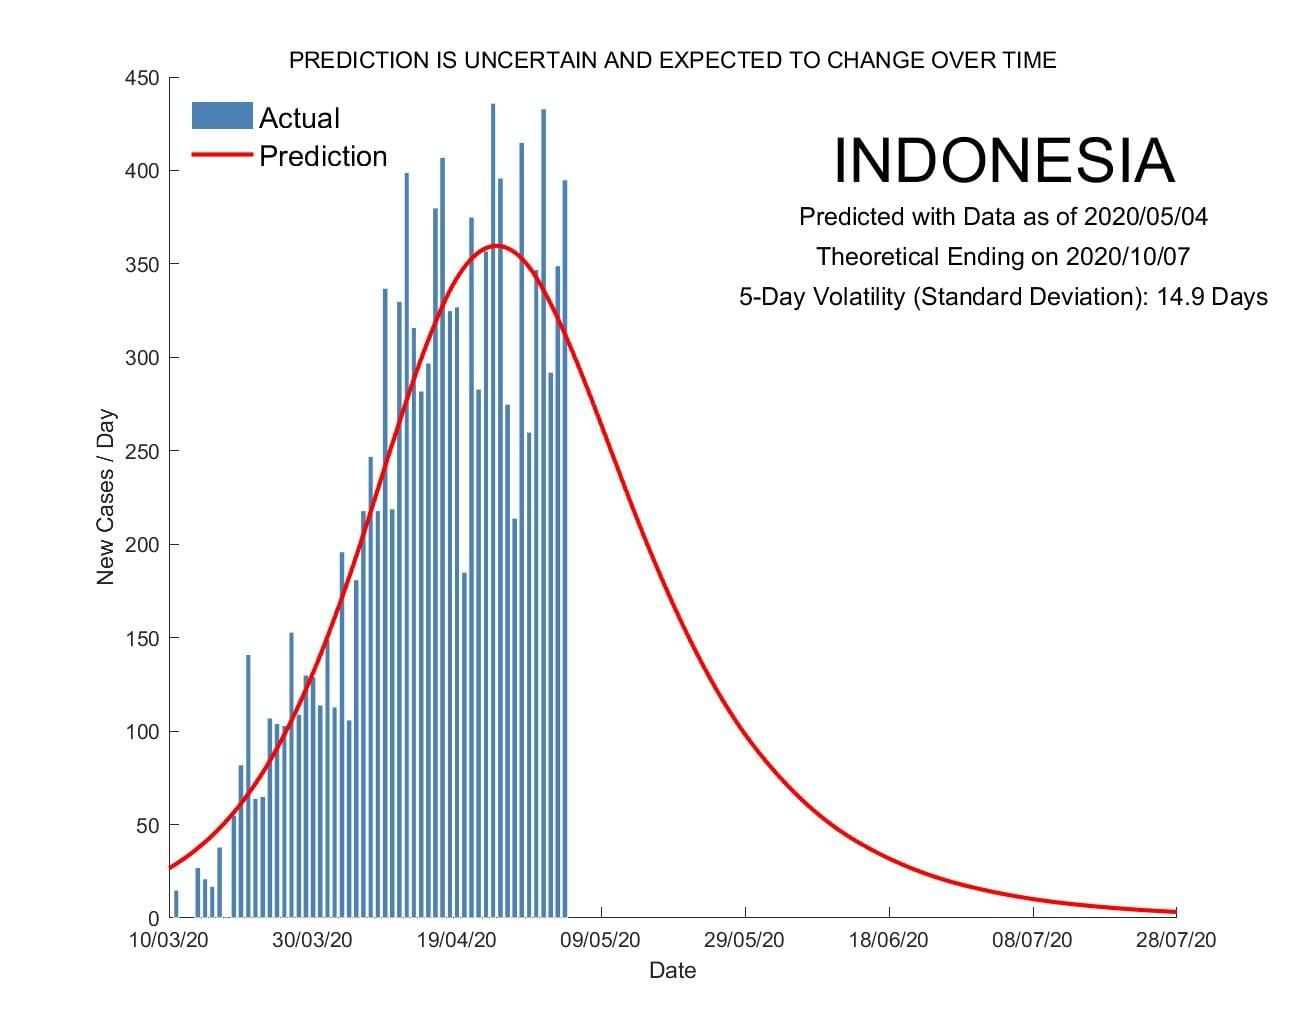 PREDICTION IS UNCERTAIN AND EXPECTED TO CHANGE OVER TIME
Actual
Prediction
INDONESIA
Predicted with Data as of 2020/05/04
Theoretical Ending on 2020/10/07
5-Day Volatility (Standard Deviation): 14.9 Days
New Cases / Day
450
400
350
300
250
200
150
100
50
0
10/03/20 30/03/20 19/04/20 09/05/20 29/05/20 18/06/20 08/07/20 28/07/20
Date